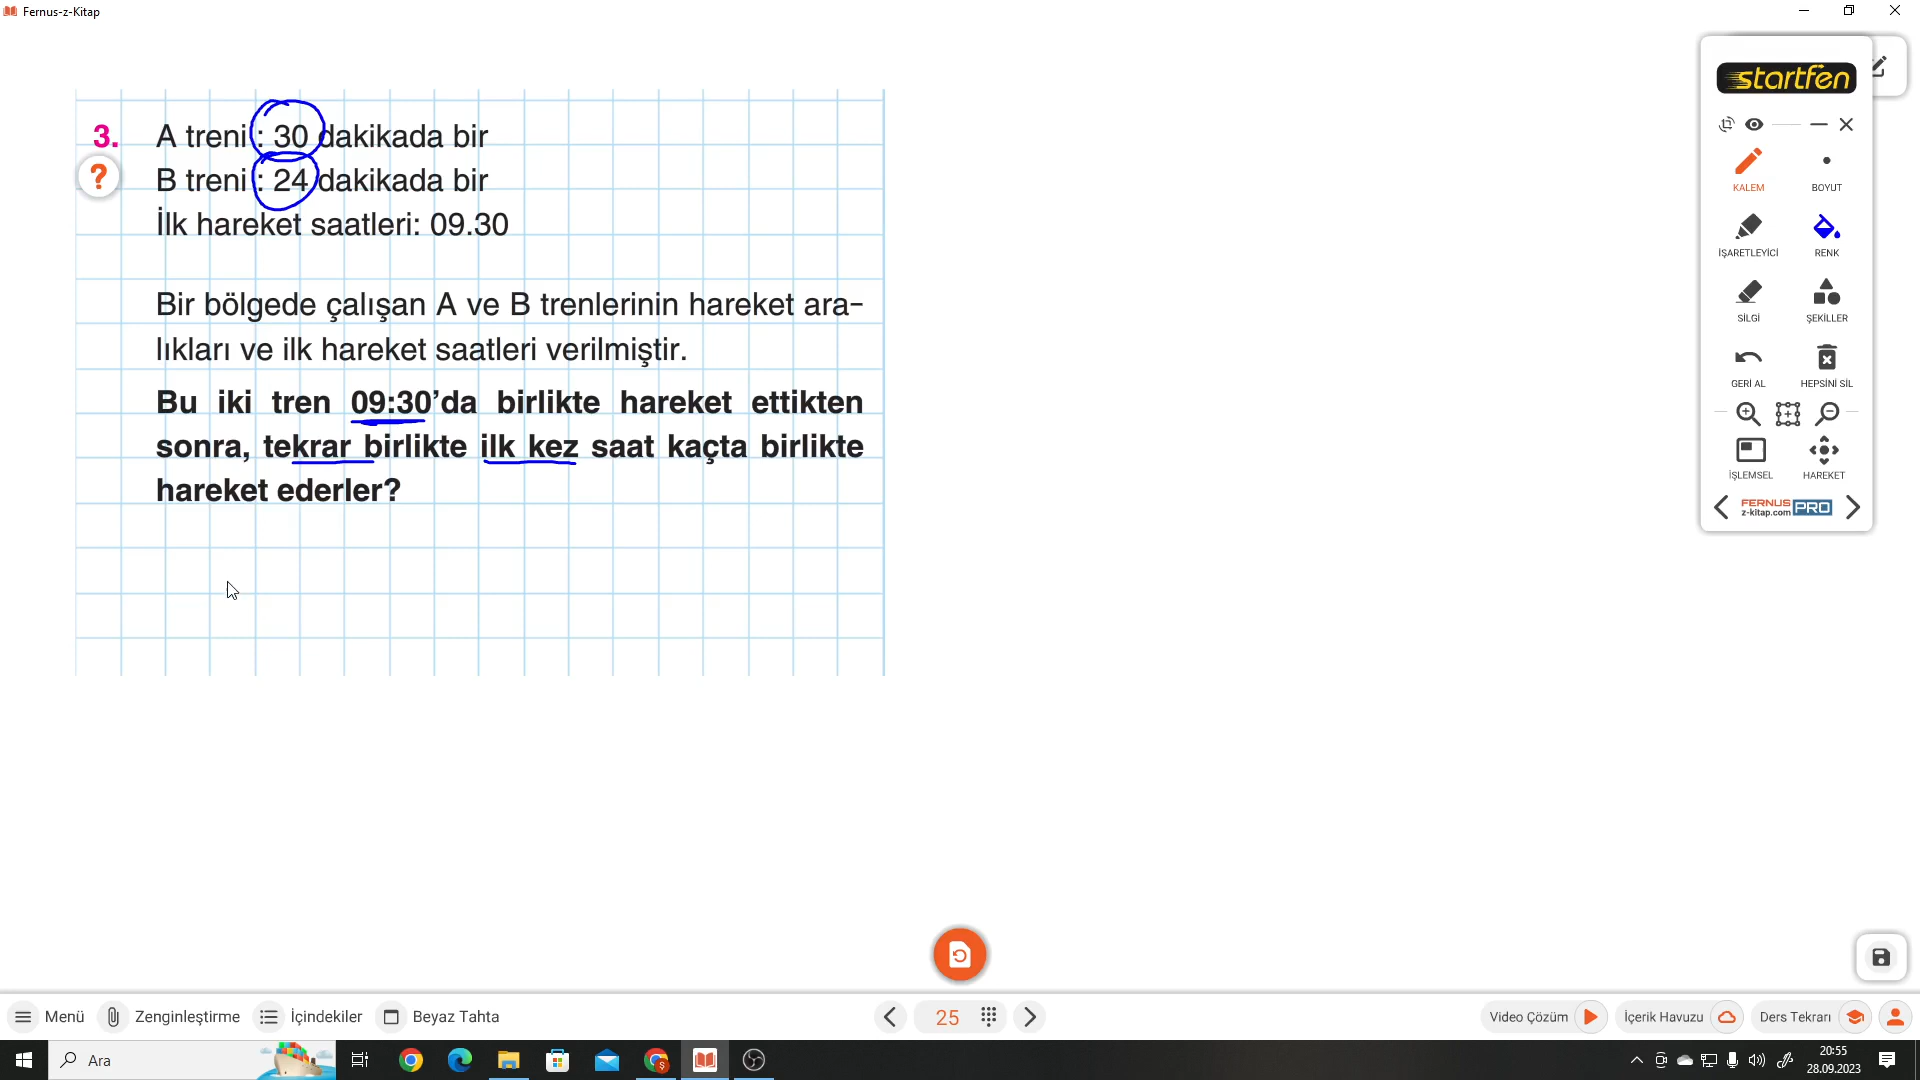 Fernus-z-Kitap
startfen
KALEM
BOYUT
İŞARETLEYİCİ
RENK
SİLGİ
ŞEKİLLER
GERİ AL
HEPSİNİ SİL
İŞLEMSEL
HAREKET
FERNUS
z-kitap.com PRO
3. A treni : 30 dakikada bir
? B treni : 24 dakikada bir
İlk hareket saatleri: 09.30
Bir bölgede çalışan A ve B trenlerinin hareket ara-
lıkları ve ilk hareket saatleri verilmiştir.
Bu iki tren 09:30’da birlikte hareket ettikten
sonra, tekrar birlikte ilk kez saat kaçta birlikte
hareket ederler?
Menü Zenginleştirme İçindekiler Beyaz Tahta 25 Video Çözüm İçerik Havuzu Ders Tekrarı
Ara
20:55
28.09.2023